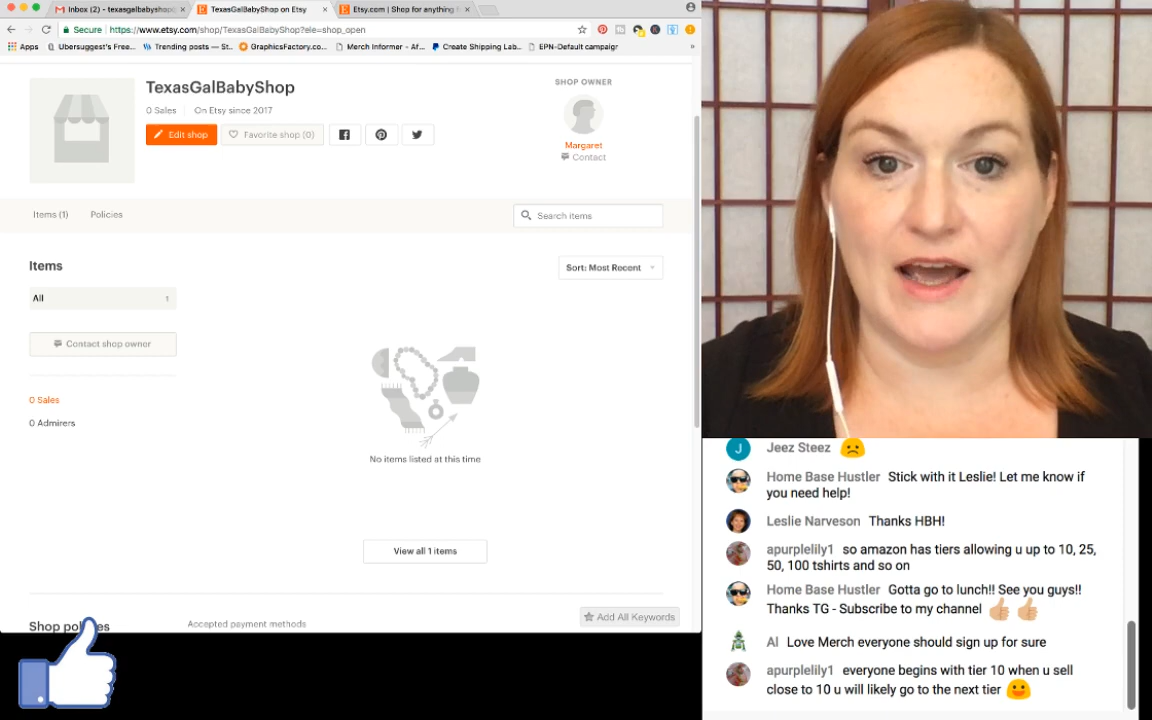 Inbox (2) - texasgalbabyshop
TexasGalBabyShop on Etsy
Etsy.com | Shop for anything
Secure
https://www.etsy.com/shop/TexasGalBabyShop?ele=shop_open
Apps
Ubersuggest's Free...
Trending posts — St..
GraphicsFactory.co...
Merch Informer - Af...
Create Shipping Lab...
EPN-Default campaigr
»
TexasGalBabyShop
0 Sales
On Etsy since 2017
Edit shop
Favorite shop (0)
SHOP OWNER
Margaret
Contact
Items (1)
Policies
Search items
Items
Sort: Most Recent
All
1
Contact shop owner
0 Sales
0 Admirers
No items listed at this time
View all 1 items
Add All Keywords
Shop policies
Accepted payment methods
J
Jeez Steez
Home Base Hustler Stick with it Leslie! Let me know if
you need help!
Leslie Narveson Thanks HBH!
apurplelily1 so amazon has tiers allowing u up to 10, 25,
50, 100 tshirts and so on
Home Base Hustler Gotta go to lunch!! See you guys!!
Thanks TG - Subscribe to my channel
Al Love Merch everyone should sign up for sure
apurplelily1 everyone begins with tier 10 when u sell
close to 10 u will likely go to the next tier